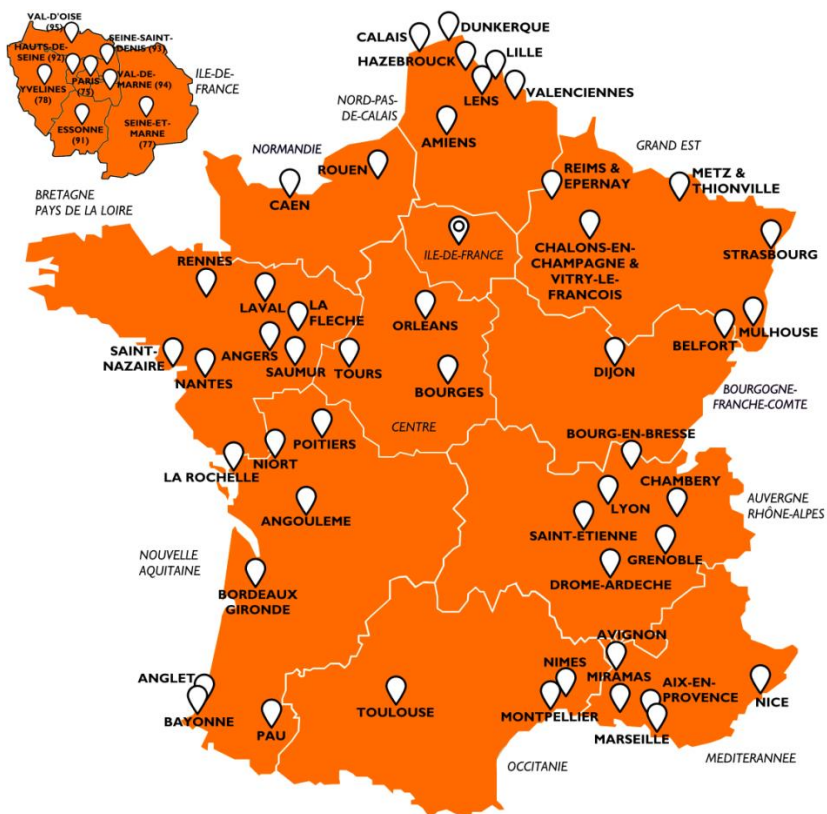 VAL-D'OISE
(95)
SEINE-SAINT-
DENIS (93)
HAUTS-DE-
SEINE (92)
PARIS
(75)
VAL-DE-
MARNE (94)
YVELINES
(78)
ESSONNE
(91)
SEINE-ET-
MARNE
(77)
ILE-DE-
FRANCE
CALAIS
DUNKERQUE
HAZEBROUCK
LILLE
LENS
VALENCIENNES
NORD-PAS-
DE-CALAIS
AMIENS
NORMANDIE
ROUEN
CAEN
GRAND EST
REIMS &
EPERNAY
METZ &
THIONVILLE
BRETAGNE
PAYS DE LA LOIRE
ILE-DE-FRANCE
CHALONS-EN-
CHAMPAGNE &
VITRY-LE-
FRANCOIS
STRASBOURG
RENNES
LAVAL
LA
FLECHE
ORLEANS
MULHOUSE
BELFORT
SAINT-
NAZAIRE
ANGERS
SAUMUR
TOURS
NANTES
BOURGES
DIJON
BOURGOGNE-
FRANCHE-COMTE
POITIERS
CENTRE
NIORT
LA ROCHELLE
BOURG-EN-BRESSE
CHAMBERY
LYON
AUVERGNE
RHÔNE-ALPES
ANGOULEME
SAINT-ETIENNE
GRENOBLE
NOUVELLE
AQUITAINE
BORDEAUX
GIRONDE
DROME-ARDECHE
AVIGNON
NIMES
MIRAMAS
AIX-EN-
PROVENCE
NICE
ANGLET
BAYONNE
PAU
TOULOUSE
MONTPELLIER
MARSEILLE
OCCITANIE
MEDITERANNEE